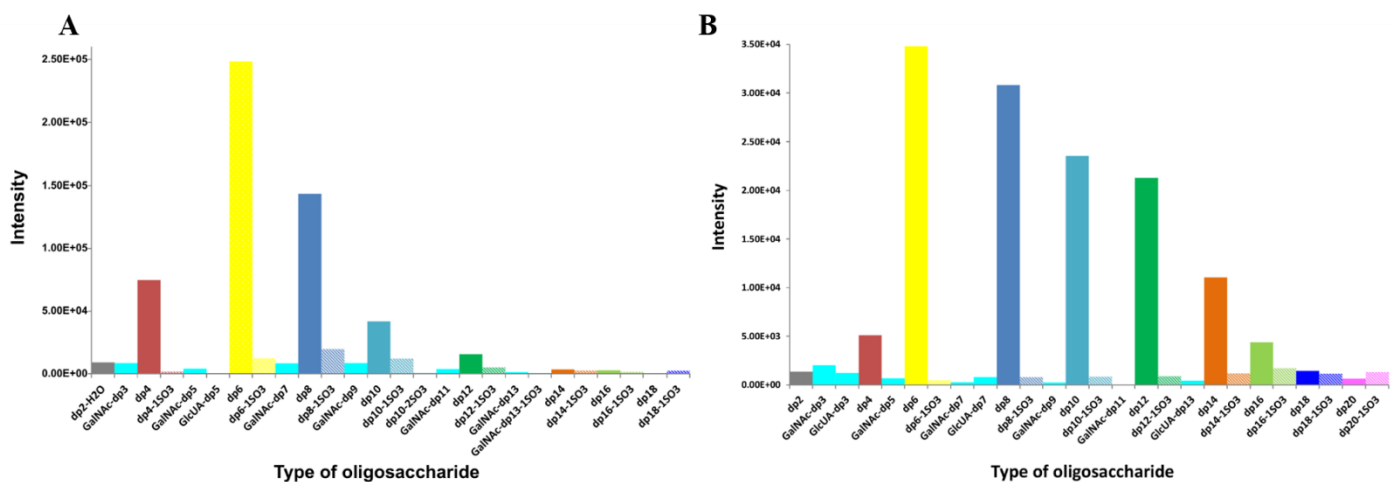 A
Intensity
2.50E+05
2.00E+05
1.50E+05
1.00E+05
5.00E+04
0.00E+00
dp2-H2O
GalNAc-dp3
dp4
dp4-1SO3
GalNAc-dp5
GlcUA-dp5
dp6
dp6-1SO3
GalNAc-dp7
dp8
dp8-1SO3
GalNAc-dp9
dp10
dp10-1SO3
dp10-2SO3
GalNAc-dp11
dp12
dp12-1SO3
GalNAc-dp13
GalNAc-dp13-1SO3
dp14
dp14-1SO3
dp16
dp16-1SO3
dp18
dp18-1SO3
Type of oligosaccharide
B
Intensity
3.50E+04
3.00E+04
2.50E+04
2.00E+04
1.50E+04
1.00E+04
5.00E+03
0.00E+00
dp2
GalNAc-dp3
GlcUA-dp3
dp4
GalNAc-dp5
dp6
dp6-1SO3
GalNAc-dp7
GlcUA-dp7
dp8
dp8-1SO3
GalNAc-dp9
dp10
dp10-1SO3
GalNAc-dp11
dp12
dp12-1SO3
GlcUA-dp13
dp14
dp14-1SO3
dp16
dp16-1SO3
dp18
dp18-1SO3
dp20
dp20-1SO3
Type of oligosaccharide